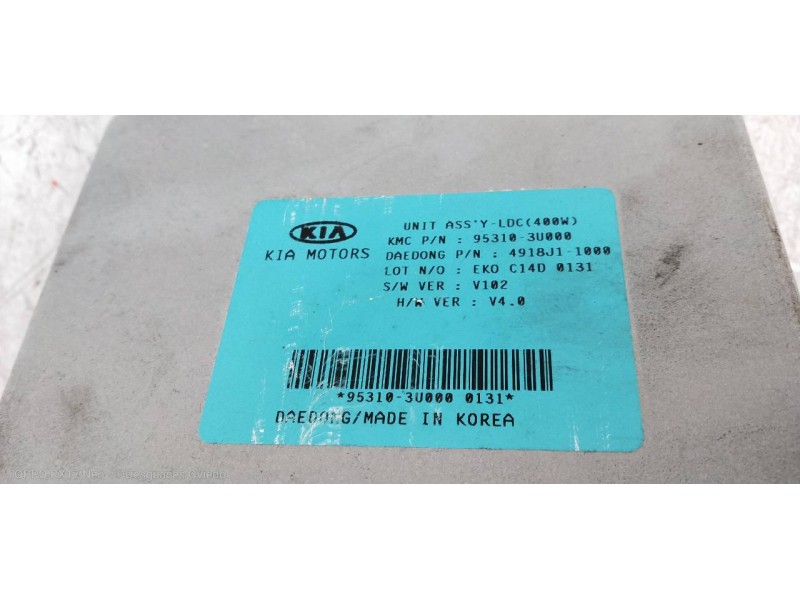 KIA
KIA MOTORS
UNIT ASS'Y-LDC(400W)
KMC P/N : 95310-3U000
DAEDONG P/N : 4918J1-1000
LOT N/O : EKO C14D 0131
S/W VER : V102
H/W VER : V4.0
*95310-3U000 0131*
DAEDONG/MADE IN KOREA